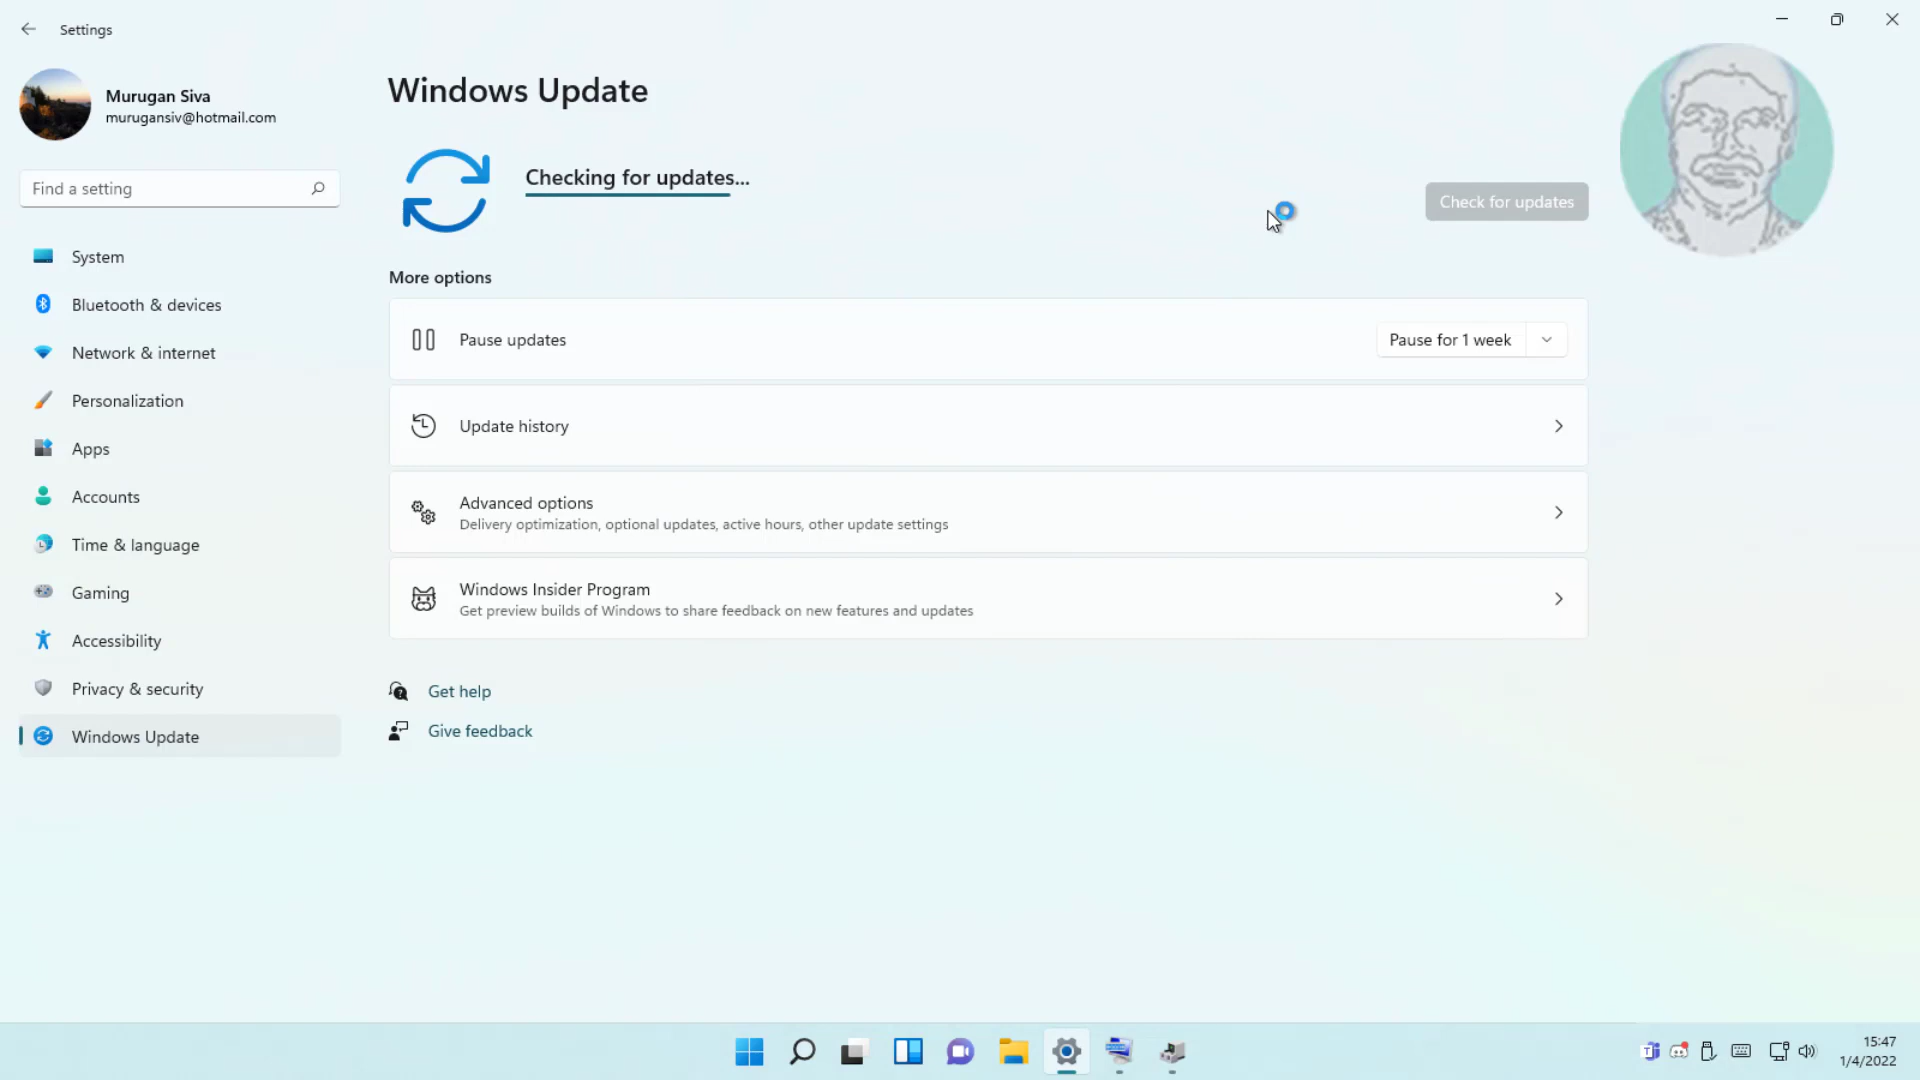 Settings
Murugan Siva
murugansiv@hotmail.com
Find a setting
System
Bluetooth & devices
Network & internet
Personalization
Apps
Accounts
Time & language
Gaming
Accessibility
Privacy & security
Windows Update
Windows Update
Checking for updates...
Check for updates
More options
Pause updates
Pause for 1 week
Update history
Advanced options
Delivery optimization, optional updates, active hours, other update settings
Windows Insider Program
Get preview builds of Windows to share feedback on new features and updates
Get help
Give feedback
15:47
1/4/2022